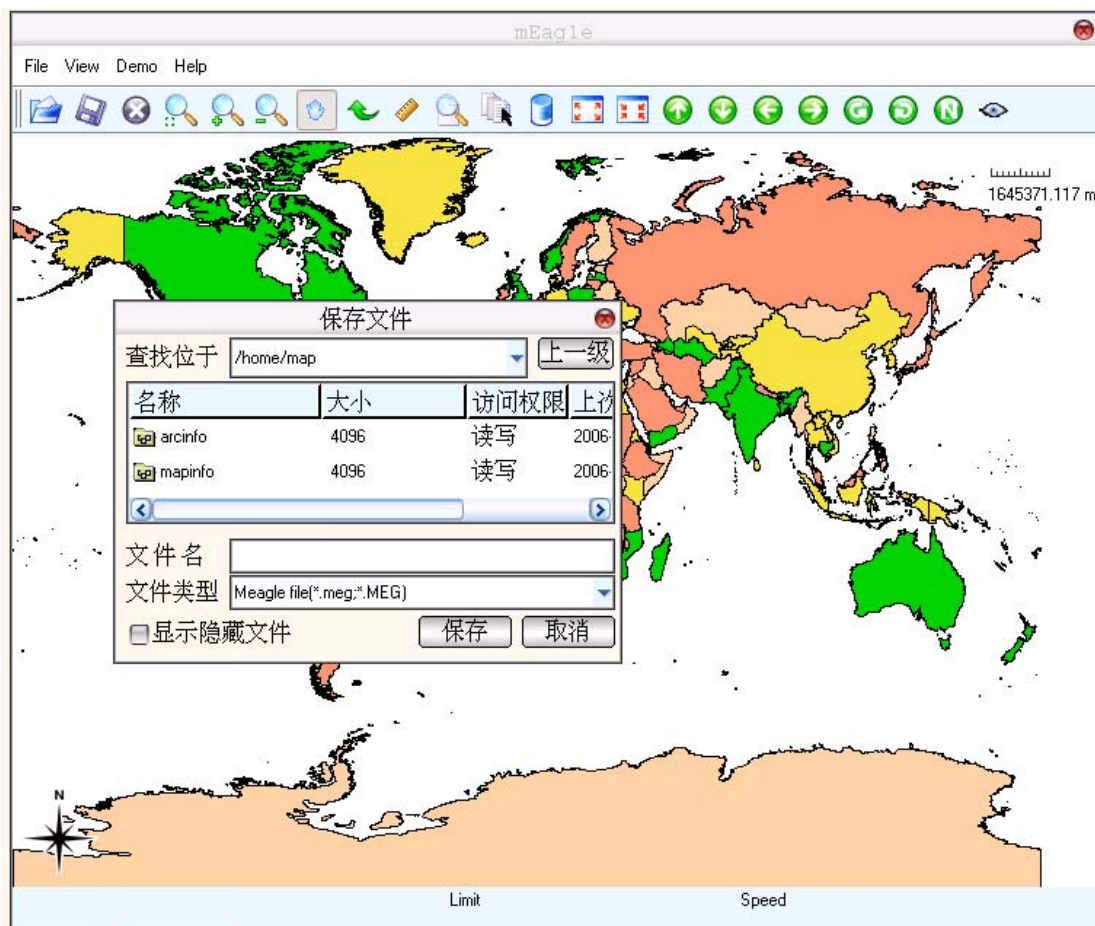 mEagle
File View Demo Help
1645371.117 m
保存文件
查找位于 /home/map 上一级
名称 大小 访问权限 上次
arcinfo 4096 读写 2006-
mapinfo 4096 读写 2006-
文件名
文件类型 Meagle file(*.meg;*.MEG)
显示隐藏文件 保存 取消
N
Limit Speed